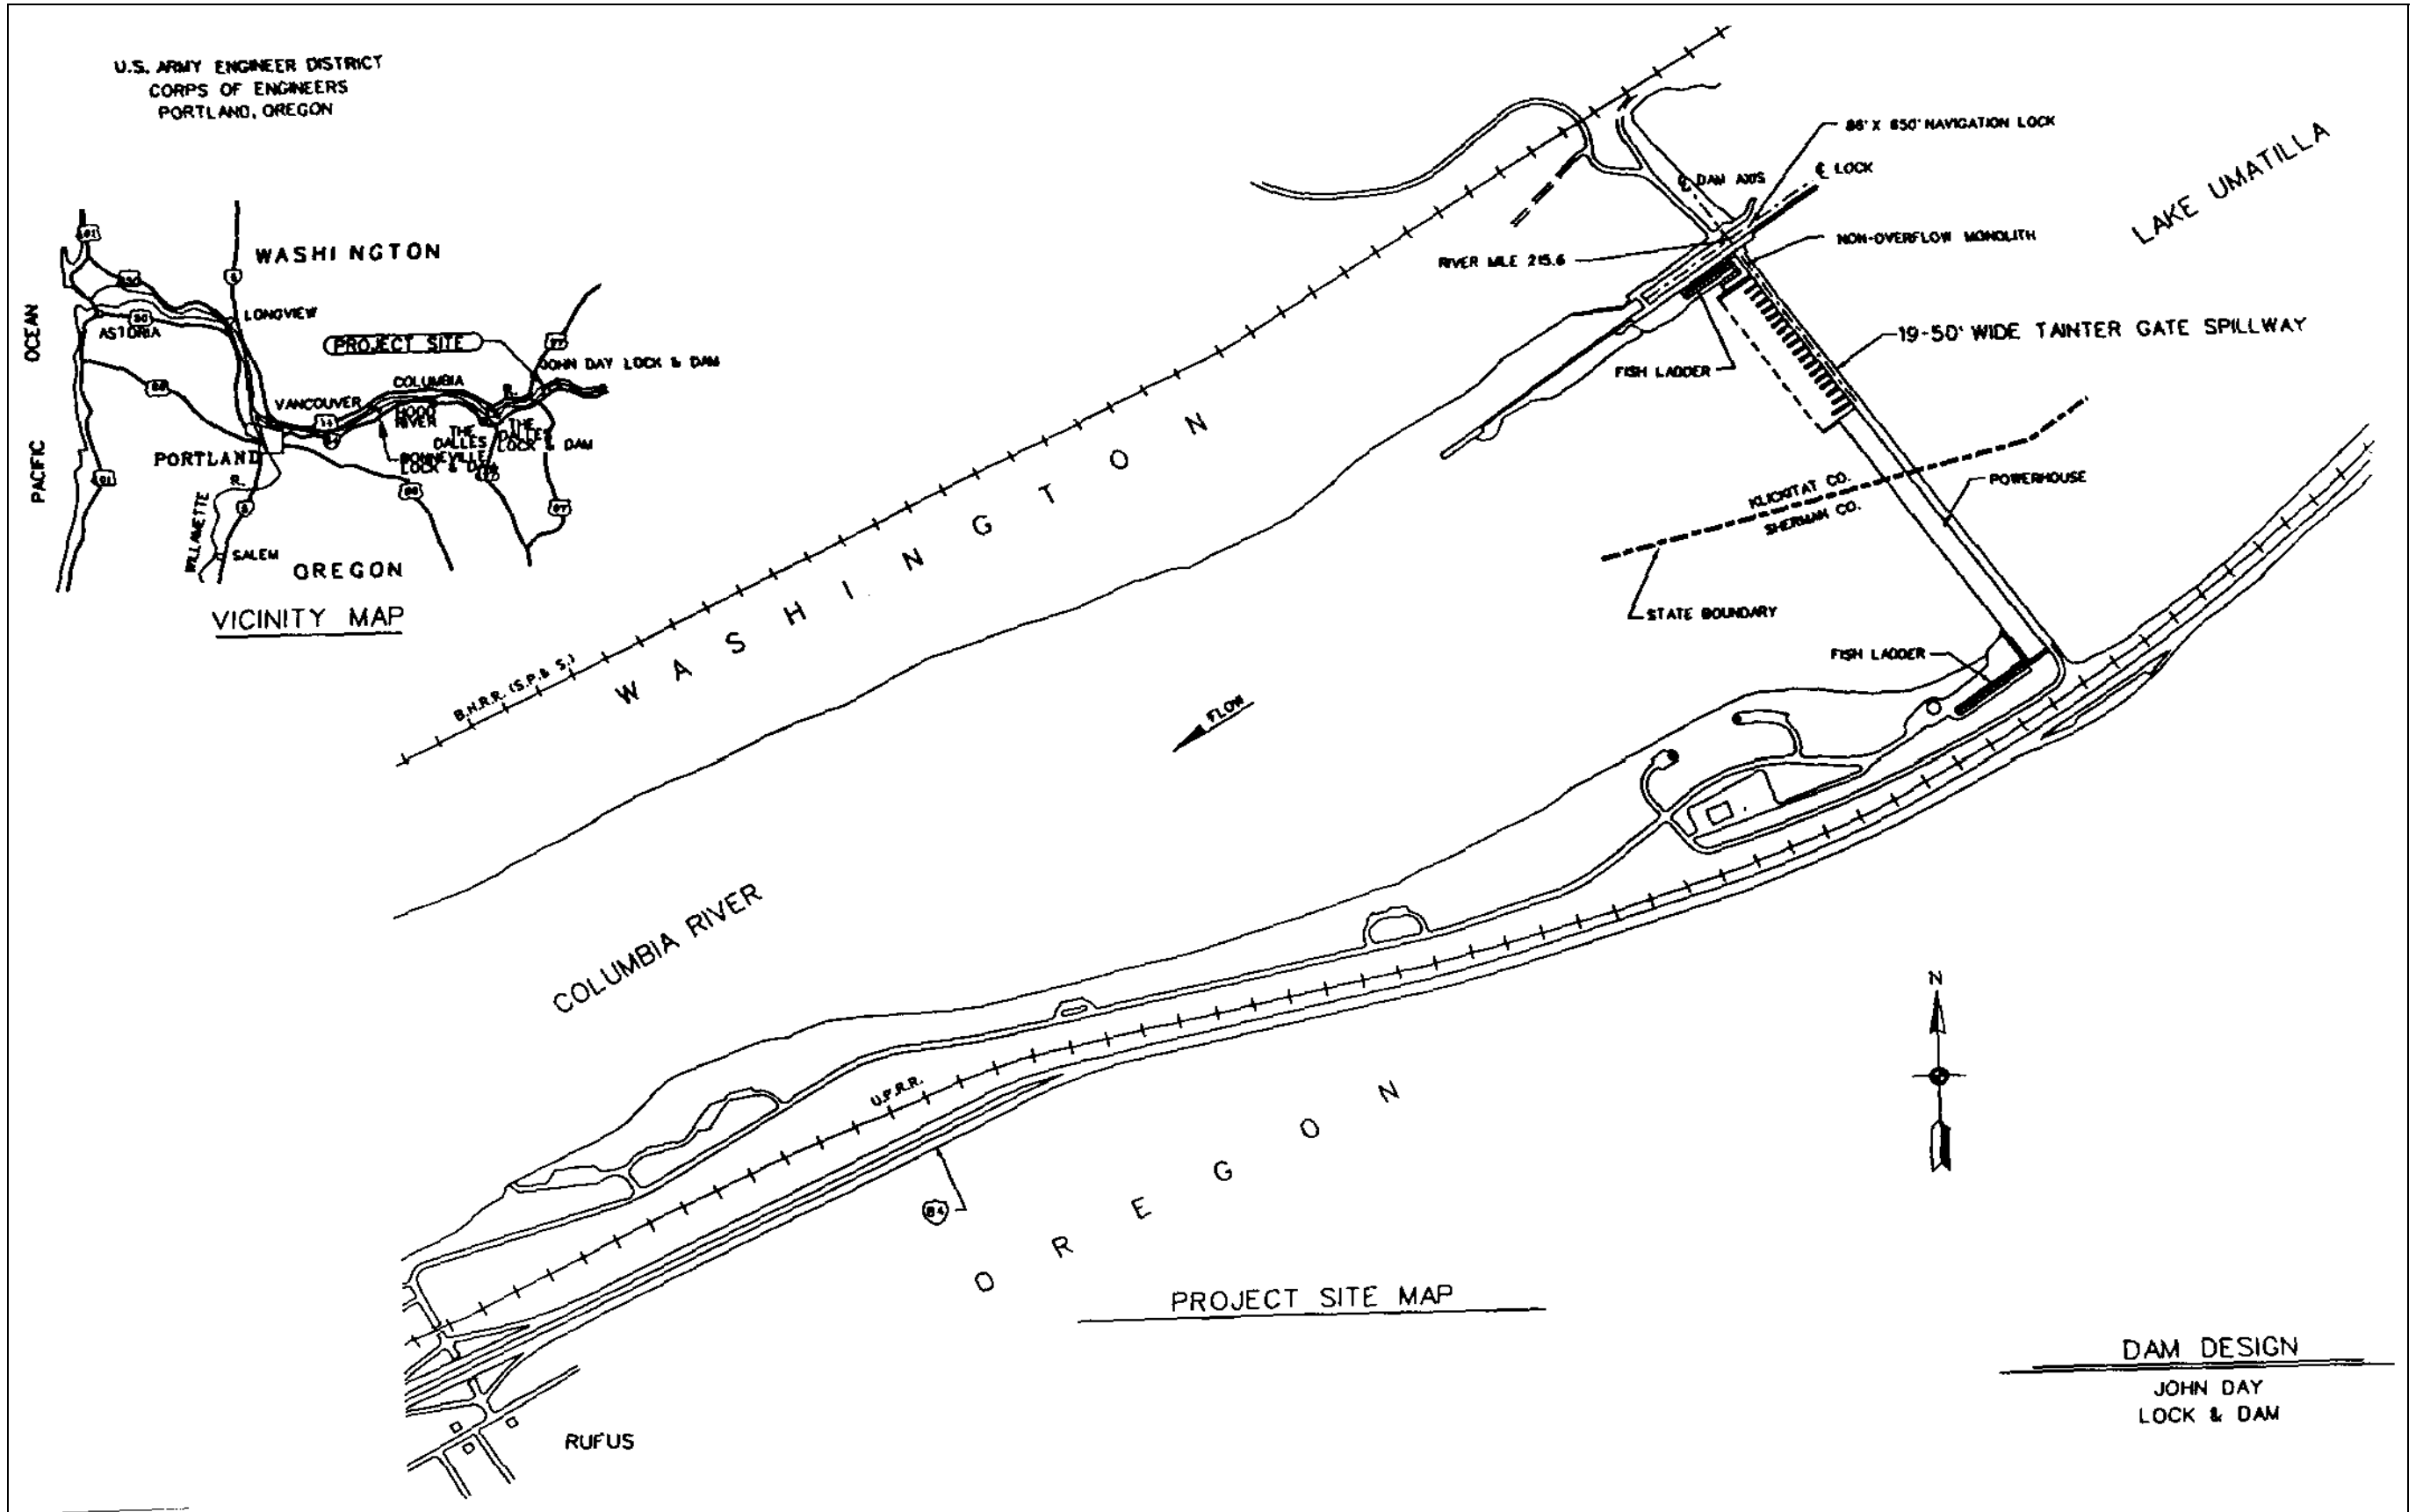 U.S. ARMY ENGINEER DISTRICT
CORPS OF ENGINEERS
PORTLAND, OREGON
WASHINGTON
LONGVIEW
ASTORIA
PACIFIC OCEAN
PROJECT SITE
JOHN DAY LOCK & DAM
COLUMBIA R.
VANCOUVER
HOOD
RIVER
THE
DALLES
THE
DALLES
LOCK & DAM
BONNEVILLE
LOCK & DAM
PORTLAND
WILLAMETTE R.
SALEM
OREGON
VICINITY MAP
86' X 650' NAVIGATION LOCK
℄ LOCK
℄ DAM AXIS
LAKE UMATILLA
NON-OVERFLOW MONOLITH
RIVER MILE 215.6
19-50' WIDE TAINTER GATE SPILLWAY
FISH LADDER
KLICKITAT CO.
SHERMAN CO.
POWERHOUSE
STATE BOUNDARY
FISH LADDER
WASHINGTON
B.N.R.R. (S.P.& S.)
FLOW
COLUMBIA RIVER
N
U.P.R.R.
84
OREGON
PROJECT SITE MAP
RUFUS
DAM DESIGN
JOHN DAY
LOCK & DAM